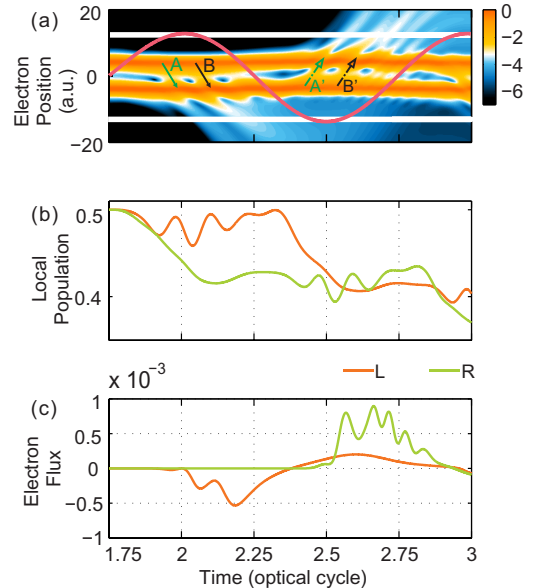 (a)
20
0
−20
Electron
Position
(a.u.)
A
B
A'
B'
0
−2
−4
−6
(b)
0.5
0.4
Local
Population
L
R
x 10⁻³
(c)
1
0.5
0
−0.5
−1
Electron
Flux
1.75
2
2.25
2.5
2.75
3
Time (optical cycle)